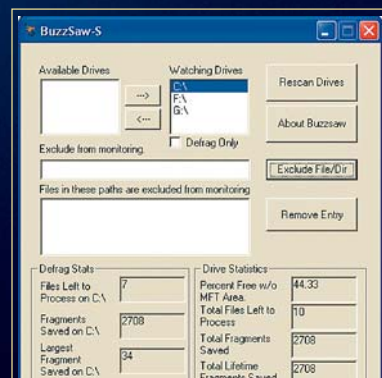 BuzzSaw-S
Available Drives
Watching Drives
--->
<---
C:\
F:\
G:\
Defrag Only
Rescan Drives
About Buzzsaw
Exclude from monitoring.
Exclude File/Dir
Files in these paths are excluded from monitoring
Remove Entry
Defrag Stats
Files Left to
Process on C:\
7
Fragments
Saved on C:\
2708
Largest
Fragment
Saved on C:\
34
Drive Statistics
Percent Free w/o
MFT Area.
44.33
Total Files Left to
Process
10
Total Fragments
Saved
2708
Total Lifetime
Fragments Saved
2708